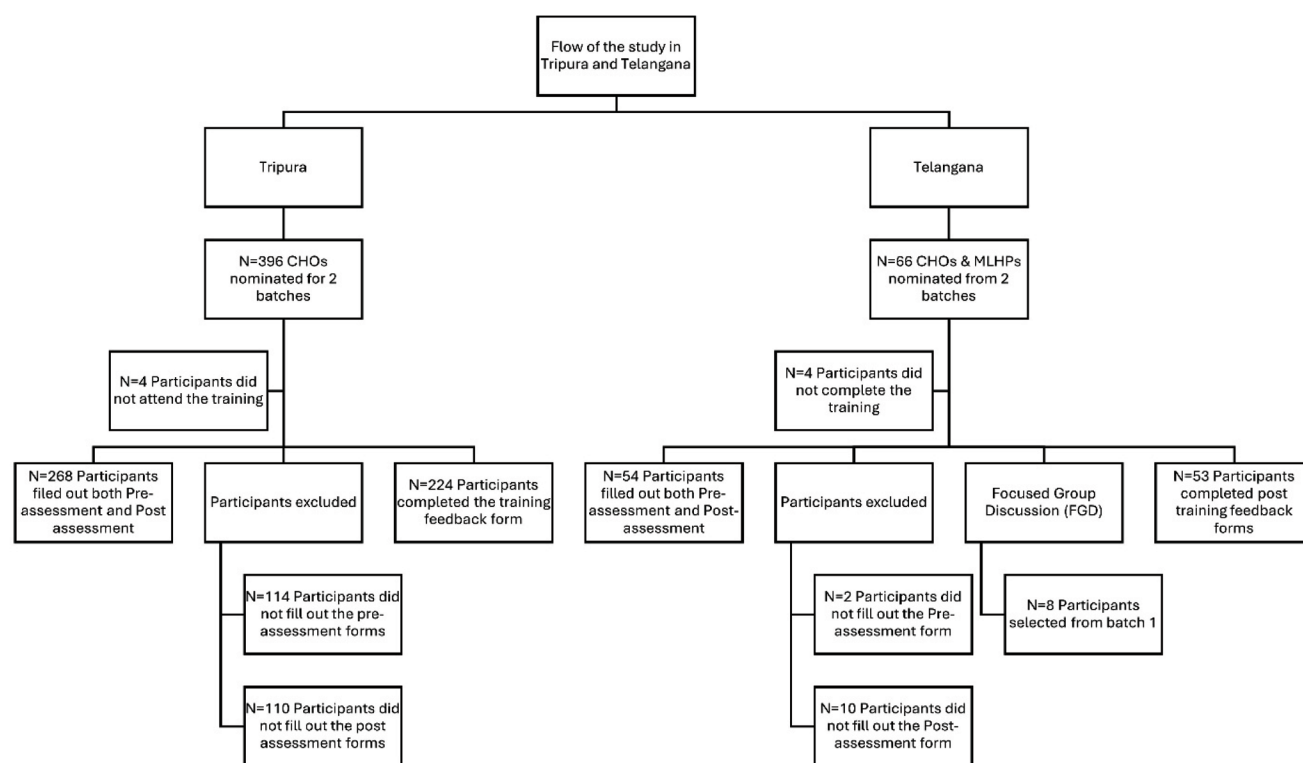 Flow of the study in
Tripura and Telangana
Tripura
Telangana
N=396 CHOs
nominated for 2
batches
N=66 CHOs & MLHPs
nominated from 2
batches
N=4 Participants did
not attend the training
N=4 Participants did
not complete the
training
N=268 Participants
filed out both Pre-
assessment and Post
assessment
Participants excluded
N=224 Participants
completed the training
feedback form
N=54 Participants
filled out both Pre-
assessment and Post-
assessment
Participants excluded
Focused Group
Discussion (FGD)
N=53 Participants
completed post
training feedback
forms
N=114 Participants did
not fill out the pre-
assessment forms
N=2 Participants did
not fill out the Pre-
assessment form
N=8 Participants
selected from batch 1
N=110 Participants did
not fill out the post
assessment forms
N=10 Participants did
not fill out the Post-
assessment form